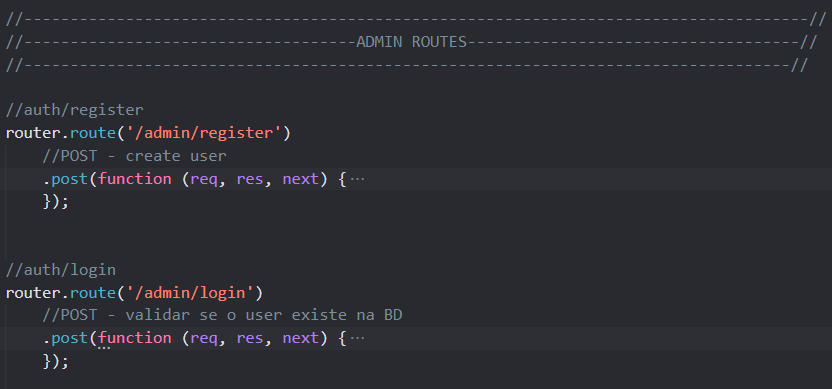 //-------------------------------------------------------------------------------------//
//------------------------------------ADMIN ROUTES------------------------------------//
//-----------------------------------------------------------------------------------//
//auth/register
router.route('/admin/register')
//POST - create user
.post(function (req, res, next) {···
});
//auth/login
router.route('/admin/login')
//POST - validar se o user existe na BD
.post(function (req, res, next) {···
});